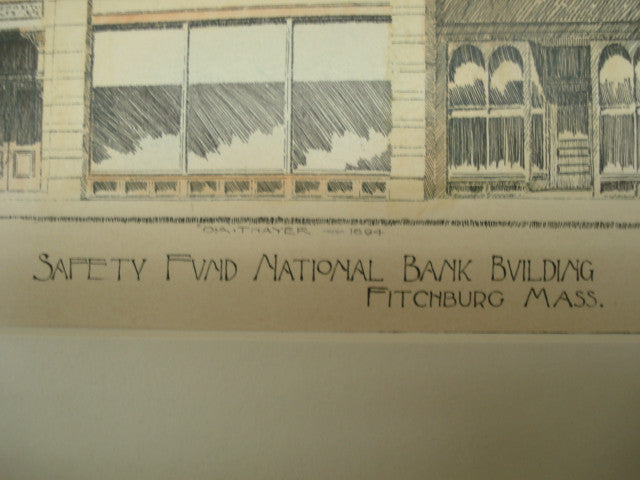 O.A. THAYER — 1894
SAFETY FVND NATIONAL BANK BVILDING
FITCHBURG MASS.